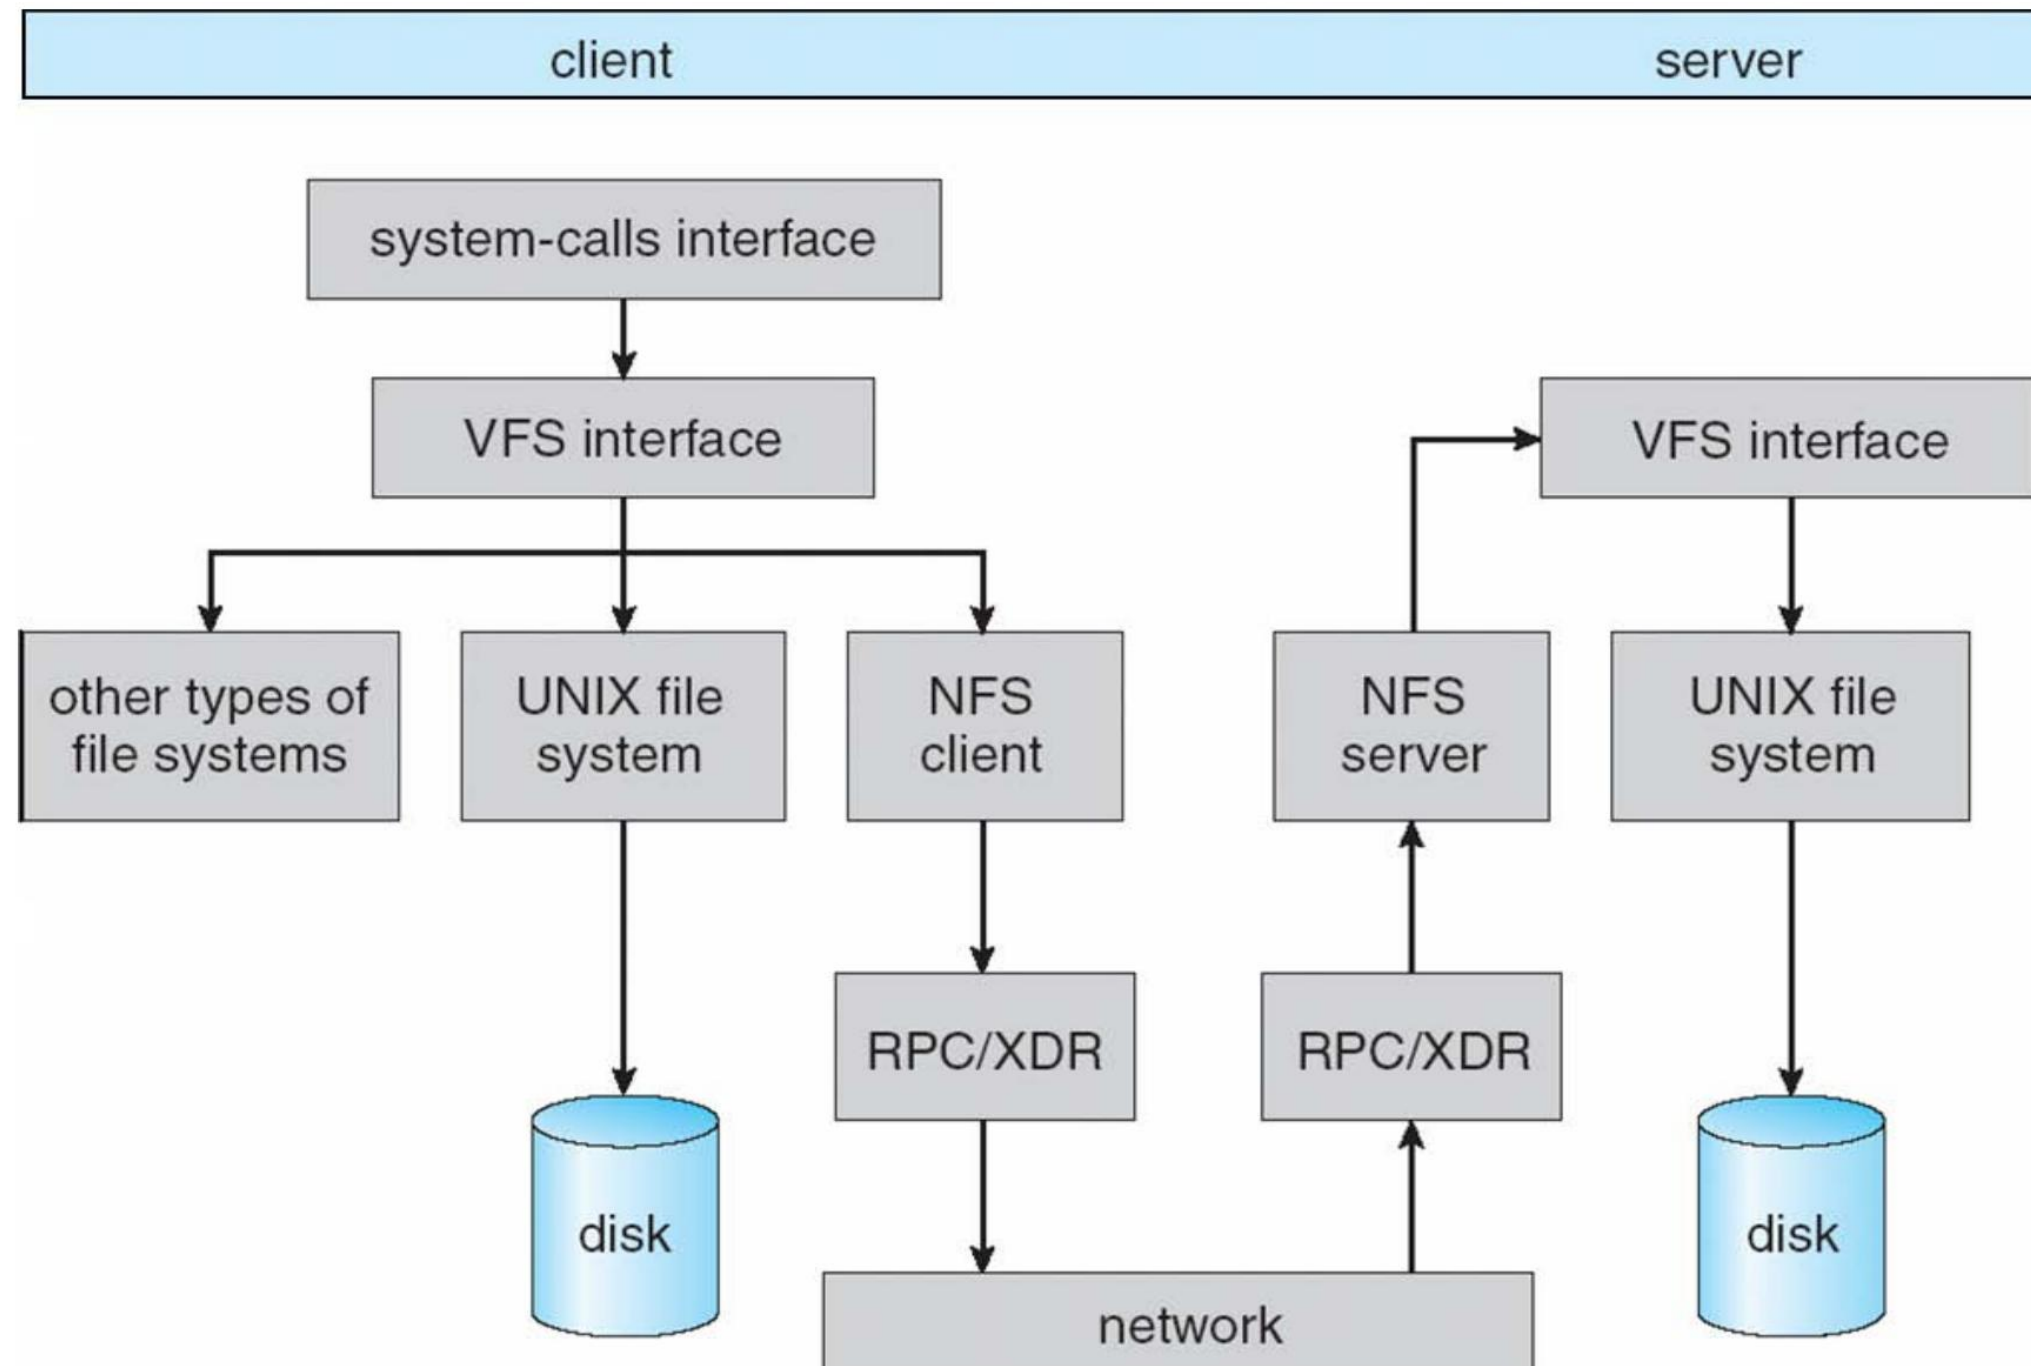 client
server
system-calls interface
VFS interface
VFS interface
other types of
file systems
UNIX file
system
NFS
client
NFS
server
UNIX file
system
RPC/XDR
RPC/XDR
disk
disk
network